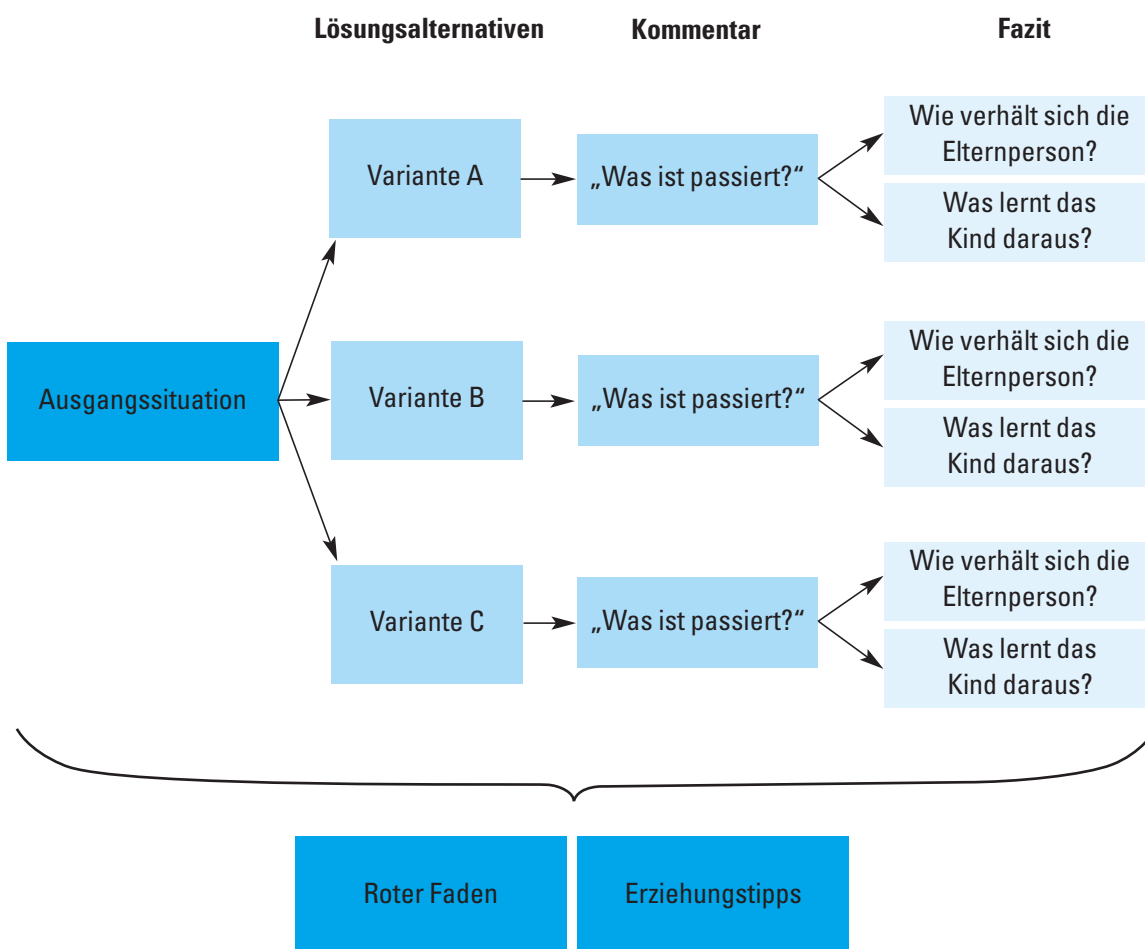 Lösungsalternativen
Kommentar
Fazit
Variante A
„Was ist passiert?“
Wie verhält sich die
Elternperson?
Was lernt das
Kind daraus?
Ausgangssituation
Variante B
„Was ist passiert?“
Wie verhält sich die
Elternperson?
Was lernt das
Kind daraus?
Variante C
„Was ist passiert?“
Wie verhält sich die
Elternperson?
Was lernt das
Kind daraus?
Roter Faden
Erziehungstipps